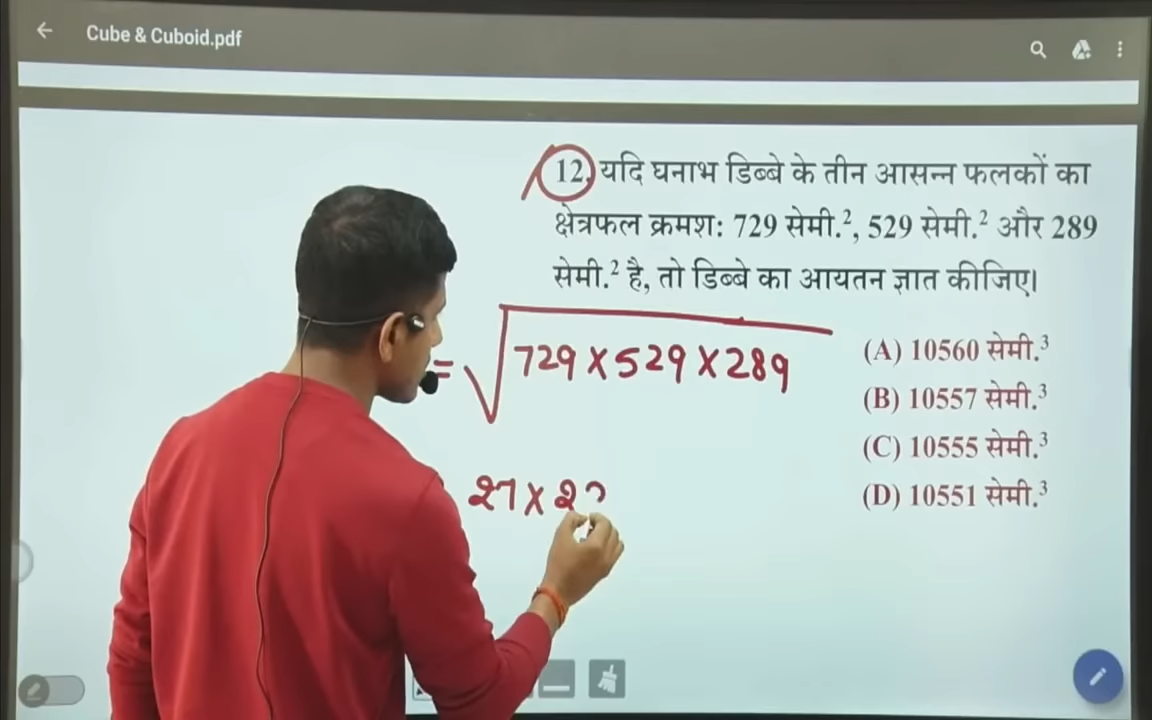 Cube & Cuboid.pdf
12. यदि घनाभ डिब्बे के तीन आसन्न फलकों का
क्षेत्रफल क्रमश: 729 सेमी.², 529 सेमी.² और 289
सेमी.² है, तो डिब्बे का आयतन ज्ञात कीजिए।
= √729×529×289
(A) 10560 सेमी.³
(B) 10557 सेमी.³
(C) 10555 सेमी.³
(D) 10551 सेमी.³
27×2